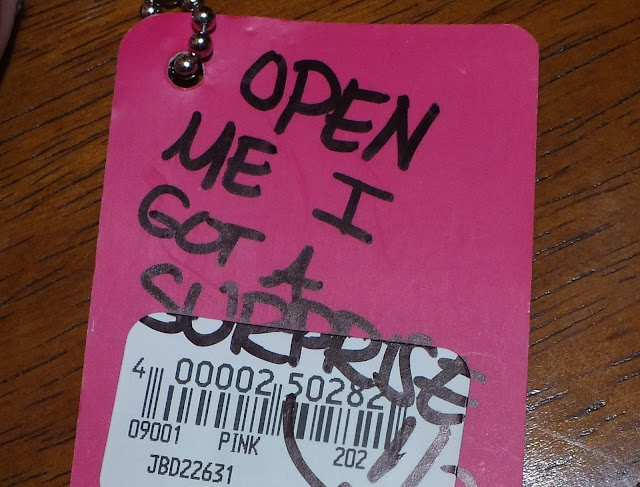 OPEN
ME I
GOT A
SURPRISE
4 00002 50282
09001 PINK 202
JBD22631